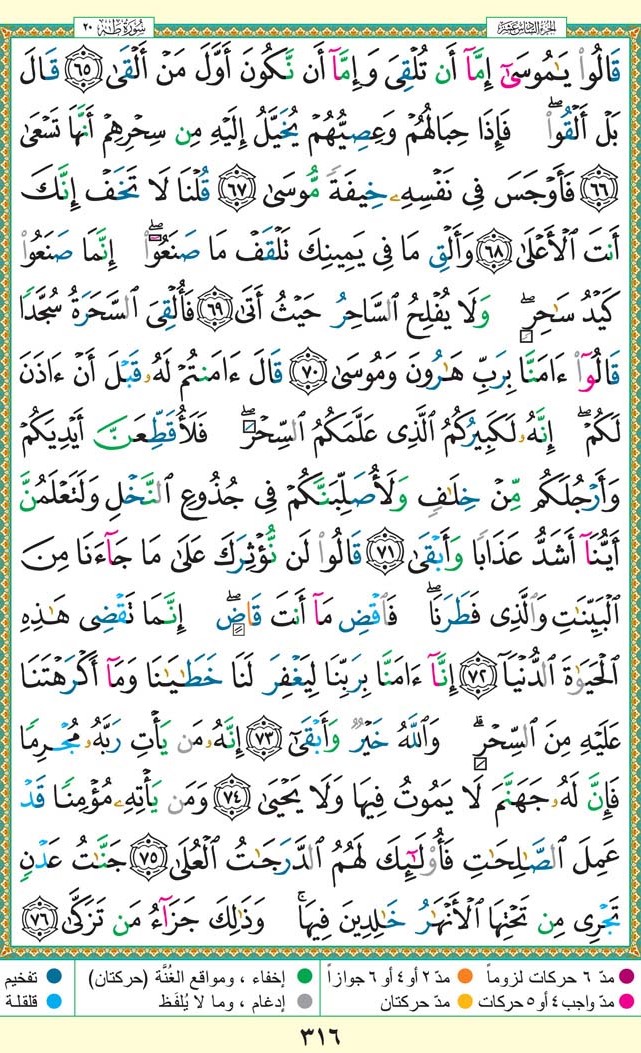 الجزء السادس عشر
سورة طه ٢٠
قَالُوا۟ يَـٰمُوسَىٰٓ إِمَّآ أَن تُلْقِىَ وَإِمَّآ أَن نَّكُونَ أَوَّلَ مَنْ أَلْقَىٰ ٦٥ قَالَ
بَلْ أَلْقُوا۟ ۖ فَإِذَا حِبَالُهُمْ وَعِصِيُّهُمْ يُخَيَّلُ إِلَيْهِ مِن سِحْرِهِمْ أَنَّهَا تَسْعَىٰ
٦٦ فَأَوْجَسَ فِى نَفْسِهِۦ خِيفَةً مُّوسَىٰ ٦٧ قُلْنَا لَا تَخَفْ إِنَّكَ
أَنتَ ٱلْأَعْلَىٰ ٦٨ وَأَلْقِ مَا فِى يَمِينِكَ تَلْقَفْ مَا صَنَعُوٓا۟ ۖ إِنَّمَا صَنَعُوا۟
كَيْدُ سَـٰحِرٍ ۖ وَلَا يُفْلِحُ ٱلسَّاحِرُ حَيْثُ أَتَىٰ ٦٩ فَأُلْقِىَ ٱلسَّحَرَةُ سُجَّدًا
قَالُوٓا۟ ءَامَنَّا بِرَبِّ هَـٰرُونَ وَمُوسَىٰ ٧٠ قَالَ ءَامَنتُمْ لَهُۥ قَبْلَ أَنْ ءَاذَنَ
لَكُمْ ۖ إِنَّهُۥ لَكَبِيرُكُمُ ٱلَّذِى عَلَّمَكُمُ ٱلسِّحْرَ ۖ فَلَأُقَطِّعَنَّ أَيْدِيَكُمْ
وَأَرْجُلَكُم مِّنْ خِلَـٰفٍ وَلَأُصَلِّبَنَّكُمْ فِى جُذُوعِ ٱلنَّخْلِ وَلَتَعْلَمُنَّ
أَيُّنَآ أَشَدُّ عَذَابًا وَأَبْقَىٰ ٧١ قَالُوا۟ لَن نُّؤْثِرَكَ عَلَىٰ مَا جَآءَنَا مِنَ
ٱلْبَيِّنَـٰتِ وَٱلَّذِى فَطَرَنَا ۖ فَٱقْضِ مَآ أَنتَ قَاضٍ ۖ إِنَّمَا تَقْضِى هَـٰذِهِ
ٱلْحَيَوٰةَ ٱلدُّنْيَآ ٧٢ إِنَّآ ءَامَنَّا بِرَبِّنَا لِيَغْفِرَ لَنَا خَطَـٰيَـٰنَا وَمَآ أَكْرَهْتَنَا
عَلَيْهِ مِنَ ٱلسِّحْرِ ۗ وَٱللَّهُ خَيْرٌ وَأَبْقَىٰٓ ٧٣ إِنَّهُۥ مَن يَأْتِ رَبَّهُۥ مُجْرِمًا
فَإِنَّ لَهُۥ جَهَنَّمَ لَا يَمُوتُ فِيهَا وَلَا يَحْيَىٰ ٧٤ وَمَن يَأْتِهِۦ مُؤْمِنًا قَدْ
عَمِلَ ٱلصَّـٰلِحَـٰتِ فَأُو۟لَـٰٓئِكَ لَهُمُ ٱلدَّرَجَـٰتُ ٱلْعُلَىٰ ٧٥ جَنَّـٰتُ عَدْنٍ
تَجْرِى مِن تَحْتِهَا ٱلْأَنْهَـٰرُ خَـٰلِدِينَ فِيهَا ۚ وَذَٰلِكَ جَزَآءُ مَن تَزَكَّىٰ ٧٦
مدّ ٦ حركات لزوماً مدّ ٢ أو ٤ أو ٦ جوازاً إخفاء ، ومواقع الغُنَّة (حركتان) تفخيم
مدّ واجب ٤ أو ٥ حركات مدّ حركتان إدغام ، وما لا يُلفَظ قلقلة
٣١٦